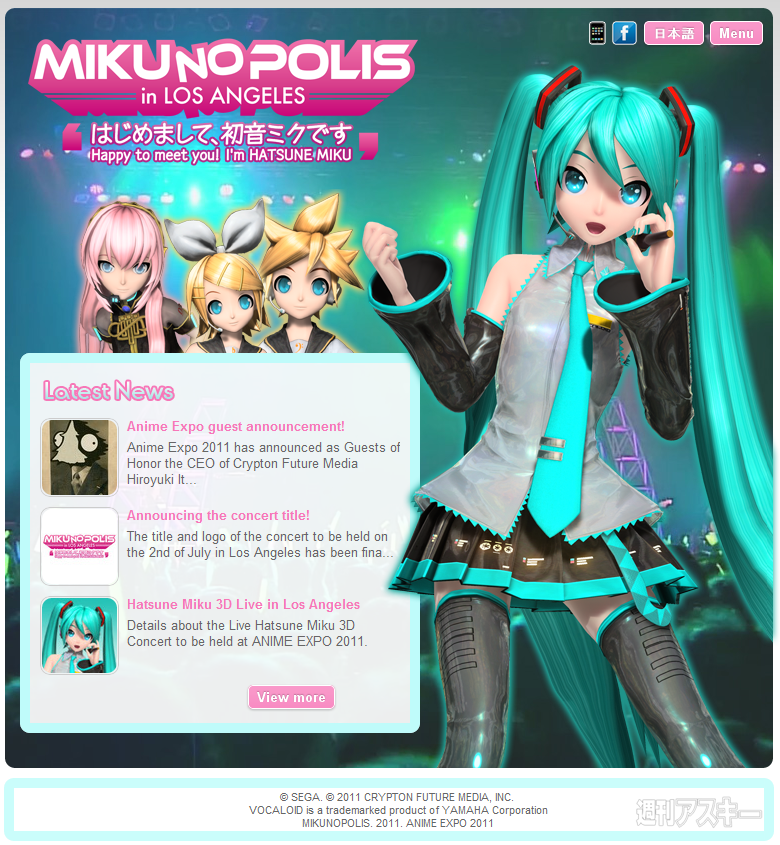 日本語 Menu
MIKUNOPOLIS
in LOS ANGELES
はじめまして、初音ミクです
Happy to meet you! I'm HATSUNE MIKU
Latest News
Anime Expo guest announcement!
Anime Expo 2011 has announced as Guests of
Honor the CEO of Crypton Future Media
Hiroyuki It...
Announcing the concert title!
MIKUNOPOLIS
in LOS ANGELES
The title and logo of the concert to be held on
the 2nd of July in Los Angeles has been fina...
Hatsune Miku 3D Live in Los Angeles
Details about the Live Hatsune Miku 3D
Concert to be held at ANIME EXPO 2011.
View more
© SEGA. © 2011 CRYPTON FUTURE MEDIA, INC.
VOCALOID is a trademarked product of YAMAHA Corporation
MIKUNOPOLIS. 2011. ANIME EXPO 2011
週刊アスキー